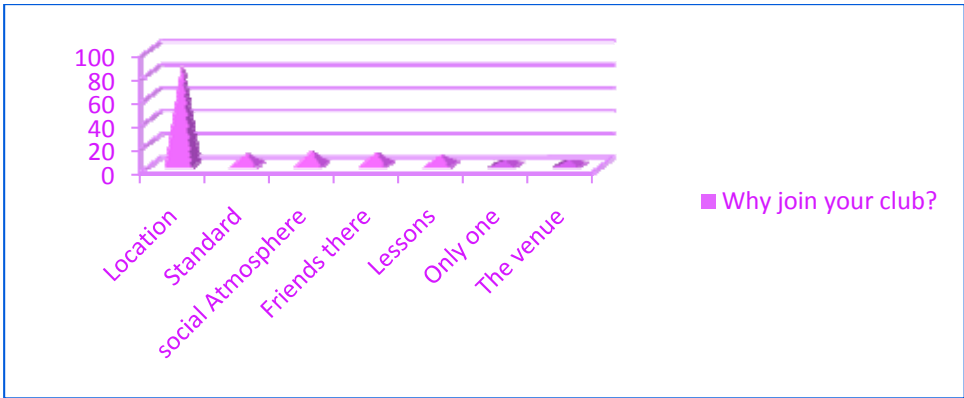 100
80
60
40
20
0
Location
Standard
social Atmosphere
Friends there
Lessons
Only one
The venue
Why join your club?